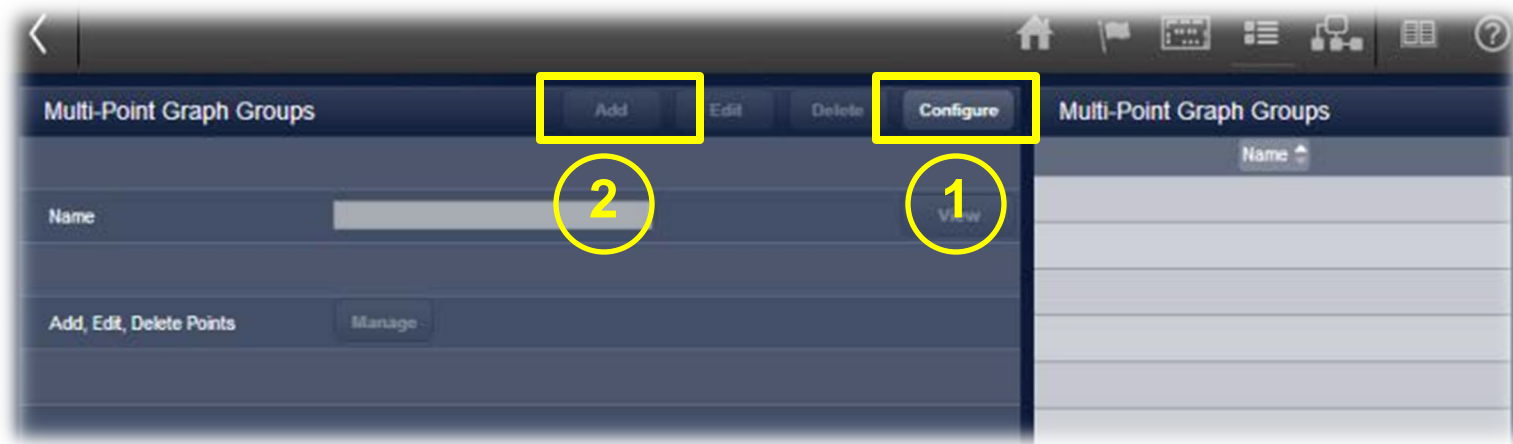 Multi-Point Graph Groups Add Edit Delete Configure Multi-Point Graph Groups
Name
Name 2 1 View
Add, Edit, Delete Points Manage